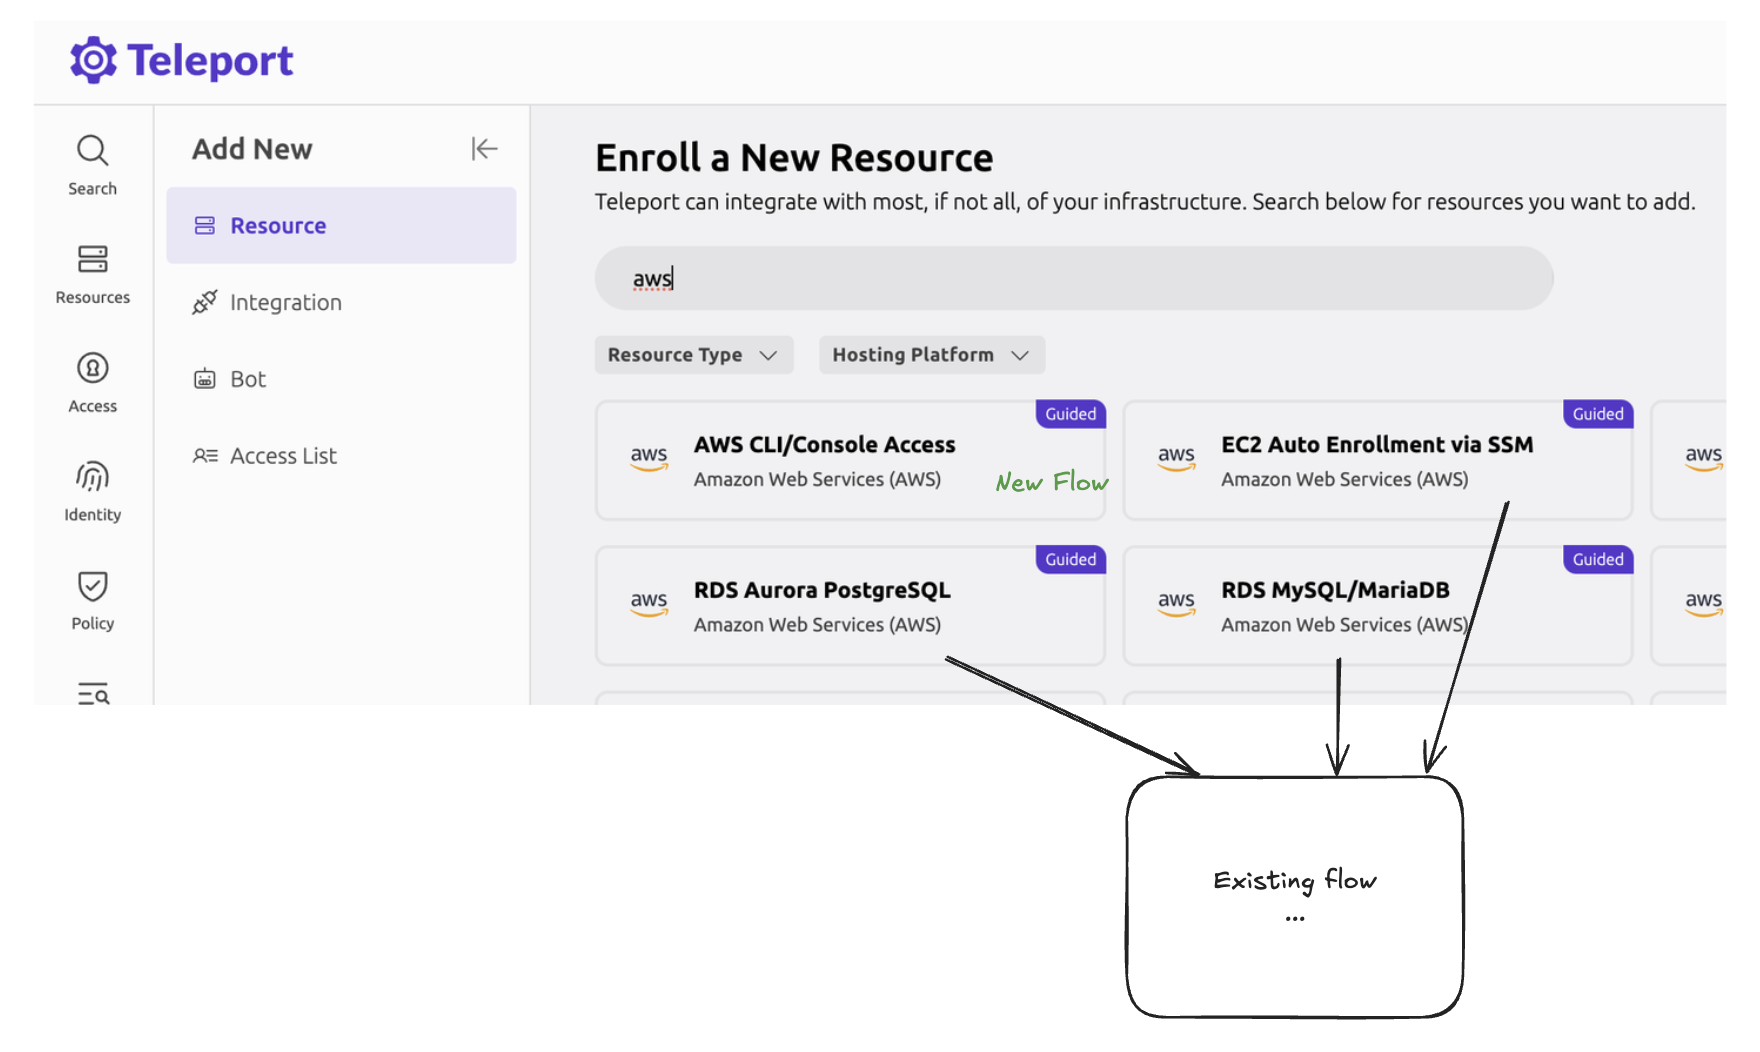 Teleport
Search
Resources
Access
Identity
Policy
Add New
Resource
Integration
Bot
Access List
Enroll a New Resource
Teleport can integrate with most, if not all, of your infrastructure. Search below for resources you want to add.
aws
Resource Type
Hosting Platform
Guided
aws
AWS CLI/Console Access
Amazon Web Services (AWS)
New Flow
Guided
aws
EC2 Auto Enrollment via SSM
Amazon Web Services (AWS)
aws
Guided
aws
RDS Aurora PostgreSQL
Amazon Web Services (AWS)
Guided
aws
RDS MySQL/MariaDB
Amazon Web Services (AWS)
aws
Existing flow
...